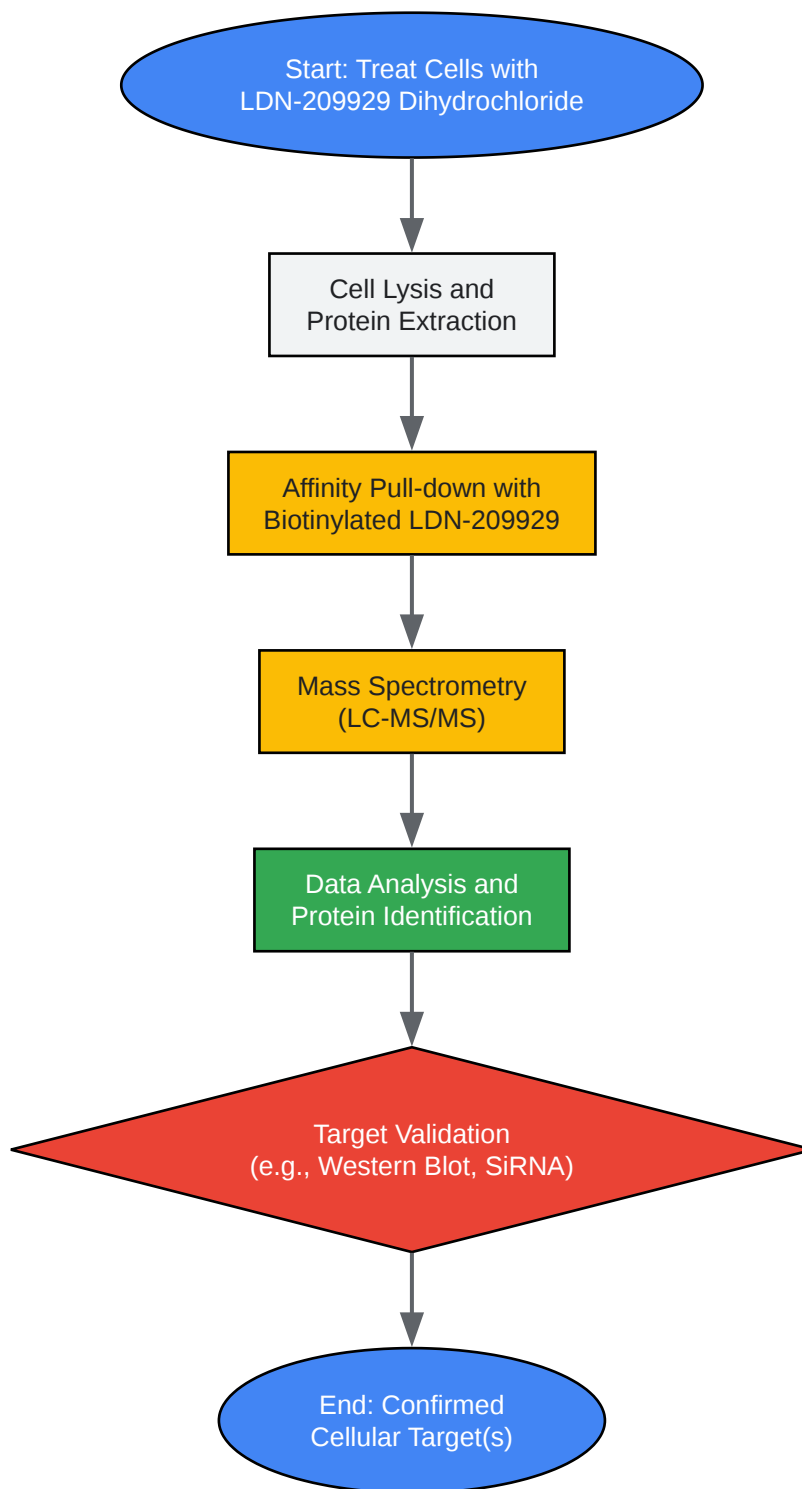 Start: Treat Cells with
LDN-209929 Dihydrochloride
Cell Lysis and
Protein Extraction
Affinity Pull-down with
Biotinylated LDN-209929
Mass Spectrometry
(LC-MS/MS)
Data Analysis and
Protein Identification
Target Validation
(e.g., Western Blot, SiRNA)
End: Confirmed
Cellular Target(s)